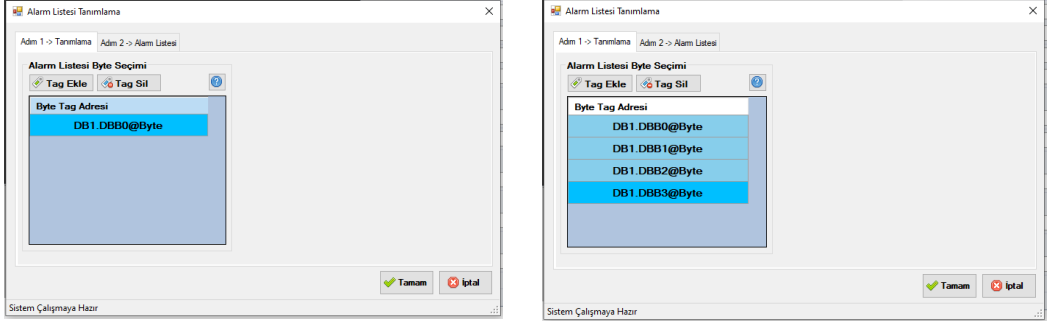 Alarm Listesi Tanımlama
Adım 1 -> Tanımlama Adım 2 -> Alarm Listesi
Alarm Listesi Byte Seçimi
Tag Ekle Tag Sil
Byte Tag Adresi
DB1.DBB0@Byte
Tamam İptal
Sistem Çalışmaya Hazır
Alarm Listesi Tanımlama
Adım 1 -> Tanımlama Adım 2 -> Alarm Listesi
Alarm Listesi Byte Seçimi
Tag Ekle Tag Sil
Byte Tag Adresi
DB1.DBB0@Byte
DB1.DBB1@Byte
DB1.DBB2@Byte
DB1.DBB3@Byte
Tamam İptal
Sistem Çalışmaya Hazır